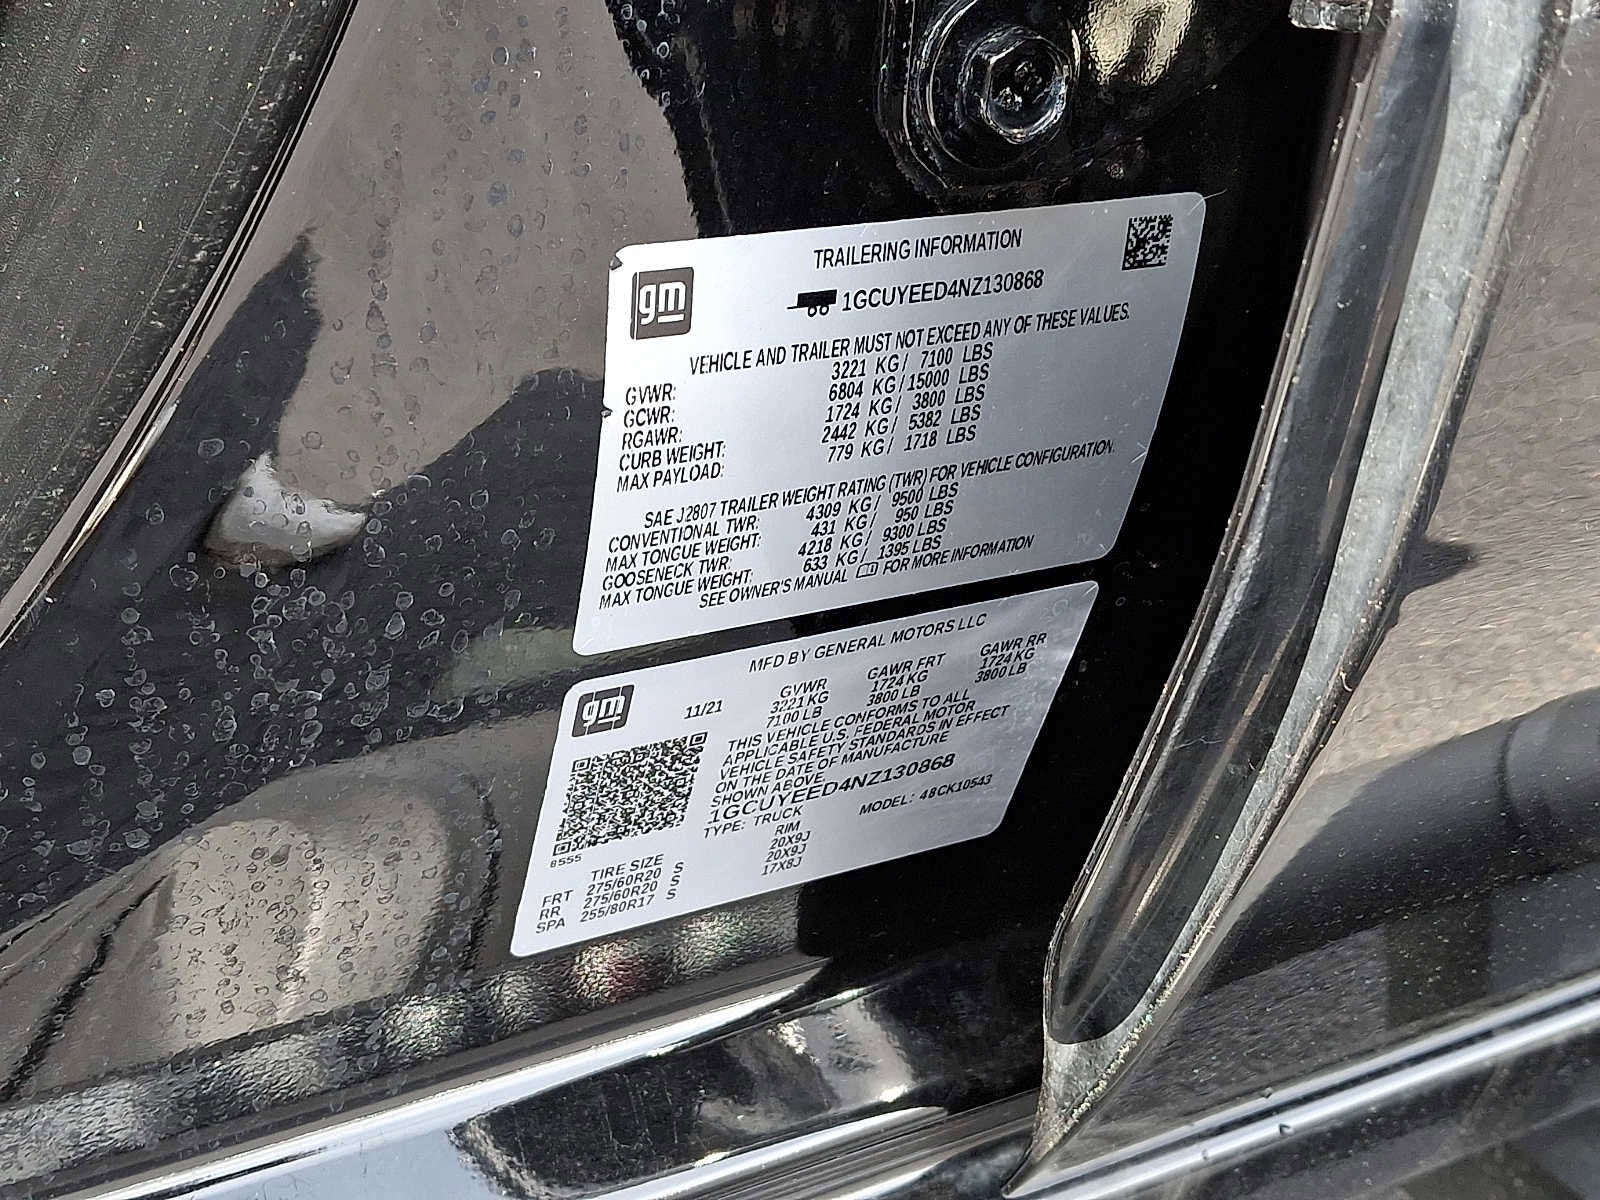 gm
TRAILERING INFORMATION
1GCUYEED4NZ130868
VEHICLE AND TRAILER MUST NOT EXCEED ANY OF THESE VALUES.
GVWR: 3221 KG / 7100 LBS
GCWR: 6804 KG / 15000 LBS
RGAWR: 1724 KG / 3800 LBS
CURB WEIGHT: 2442 KG / 5382 LBS
MAX PAYLOAD: 779 KG / 1718 LBS
SAE J2807 TRAILER WEIGHT RATING (TWR) FOR VEHICLE CONFIGURATION.
CONVENTIONAL TWR: 4309 KG / 9500 LBS
MAX TONGUE WEIGHT: 431 KG / 950 LBS
GOOSENECK TWR: 4218 KG / 9300 LBS
MAX TONGUE WEIGHT: 633 KG / 1395 LBS
SEE OWNER'S MANUAL FOR MORE INFORMATION
gm
MFD BY GENERAL MOTORS LLC
11/21
GVWR GAWR FRT GAWR RR
3221 KG 1724 KG 1724 KG
7100 LB 3800 LB 3800 LB
THIS VEHICLE CONFORMS TO ALL
APPLICABLE U.S. FEDERAL MOTOR
VEHICLE SAFETY STANDARDS IN EFFECT
ON THE DATE OF MANUFACTURE
SHOWN ABOVE.
1GCUYEED4NZ130868
TYPE: TRUCK MODEL: 48CK10543
8555
TIRE SIZE RIM
FRT 275/60R20 S 20X9J
RR 275/60R20 S 20X9J
SPA 255/80R17 S 17X8J